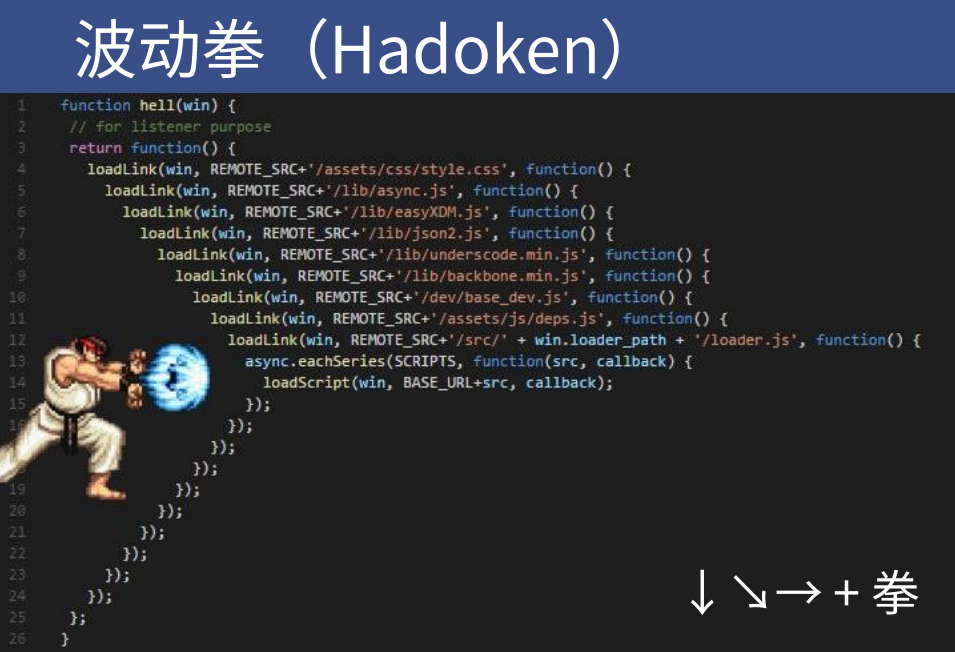 波动拳（Hadoken）
1 function hell(win) {
2 // for listener purpose
3 return function() {
4 loadLink(win, REMOTE_SRC+'/assets/css/style.css', function() {
5 loadLink(win, REMOTE_SRC+'/lib/async.js', function() {
6 loadLink(win, REMOTE_SRC+'/lib/easyXDM.js', function() {
7 loadLink(win, REMOTE_SRC+'/lib/json2.js', function() {
8 loadLink(win, REMOTE_SRC+'/lib/underscode.min.js', function() {
9 loadLink(win, REMOTE_SRC+'/lib/backbone.min.js', function() {
10 loadLink(win, REMOTE_SRC+'/dev/base_dev.js', function() {
11 loadLink(win, REMOTE_SRC+'/assets/js/deps.js', function() {
12 loadLink(win, REMOTE_SRC+'/src/' + win.loader_path + '/loader.js', function() {
13 async.eachSeries(SCRIPTS, function(src, callback) {
14 loadScript(win, BASE_URL+src, callback);
15 });
16 });
});
});
19 });
20 });
21 });
22 });
23 });
24 });
25 };
26 }
↓↘→ + 拳